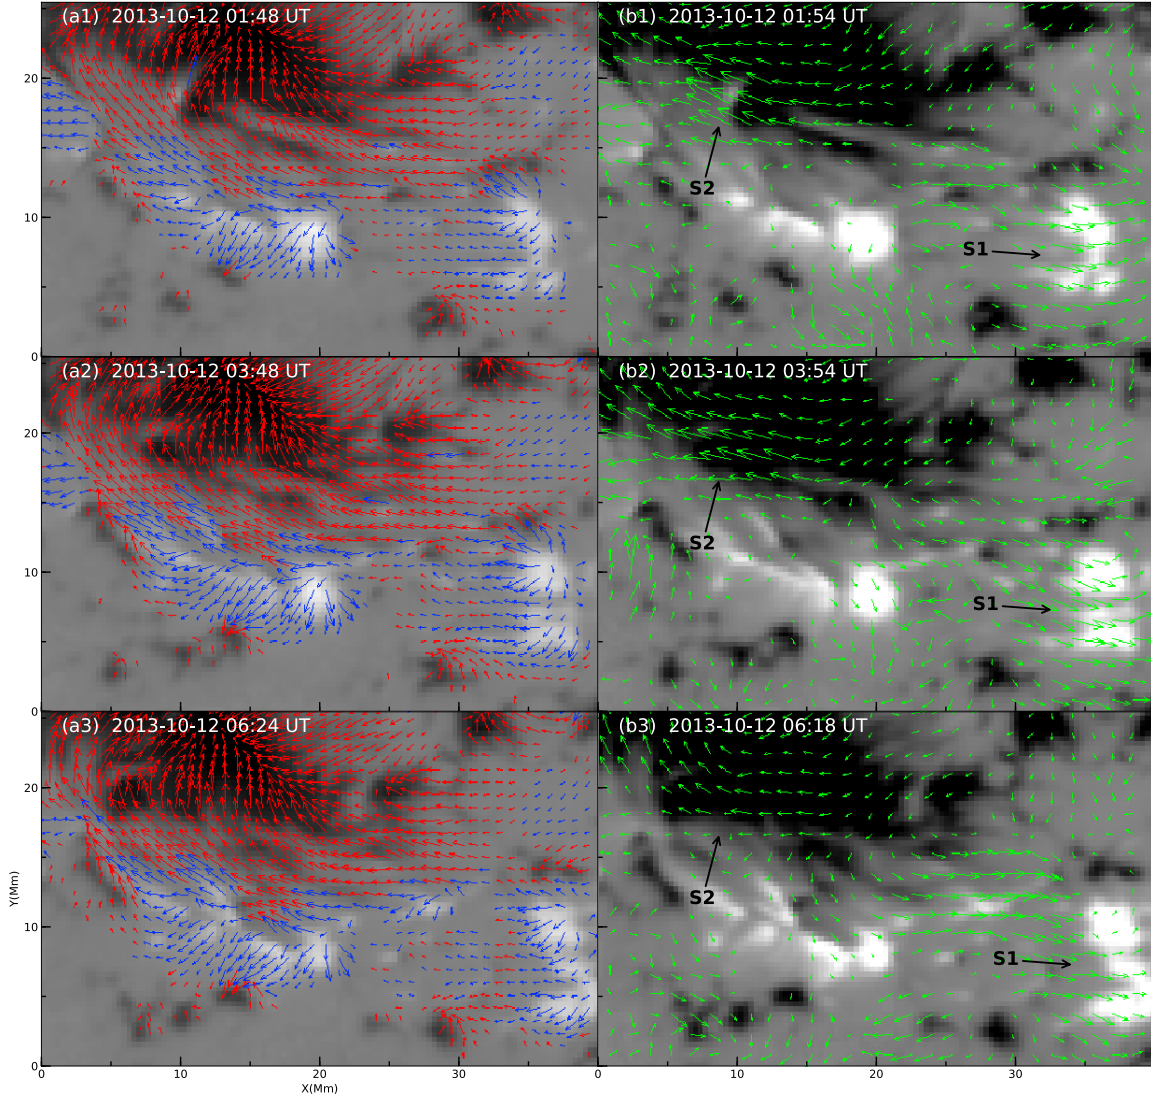 (a1) 2013-10-12 01:48 UT
(b1) 2013-10-12 01:54 UT
20
10
0
S2
S1
(a2) 2013-10-12 03:48 UT
(b2) 2013-10-12 03:54 UT
20
10
0
S2
S1
(a3) 2013-10-12 06:24 UT
(b3) 2013-10-12 06:18 UT
20
10
0
Y(Mm)
S2
S1
0 10 20 30 0 10 20 30 40
X(Mm)